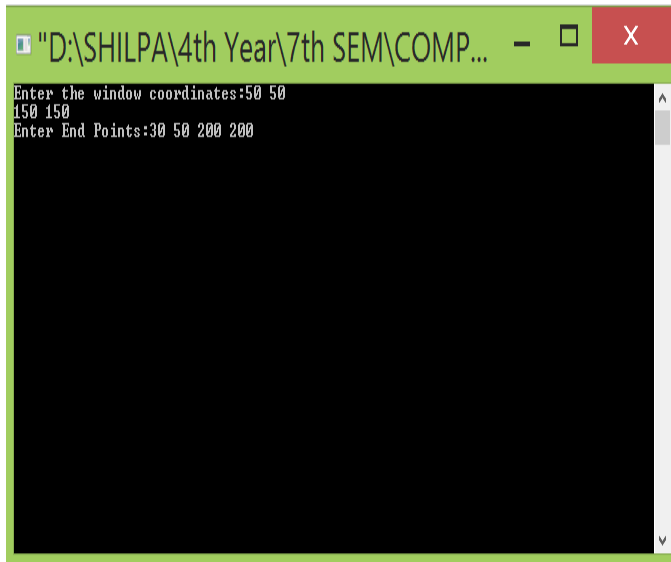 "D:\SHILPA\4th Year\7th SEM\COMP...
Enter the window coordinates:50 50
150 150
Enter End Points:30 50 200 200